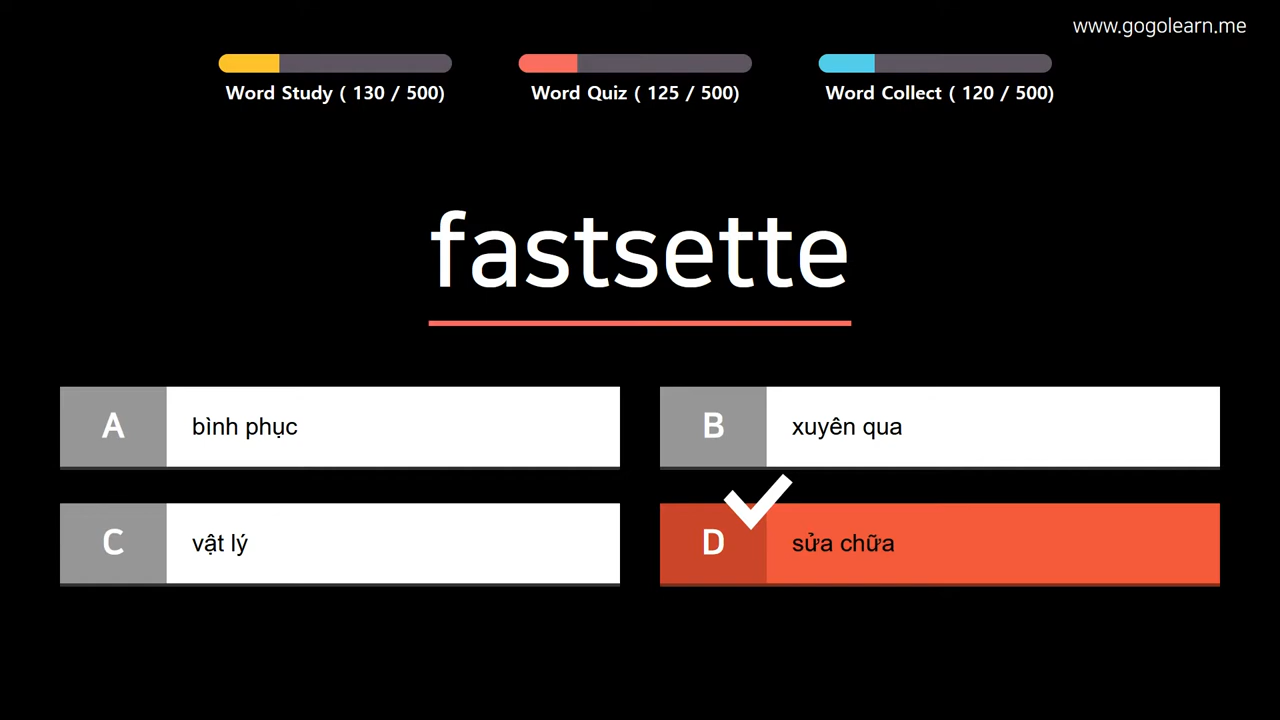 www.gogolearn.me
Word Study ( 130 / 500)
Word Quiz ( 125 / 500)
Word Collect ( 120 / 500)
fastsette
A bình phục
B xuyên qua
C vật lý
D sửa chữa